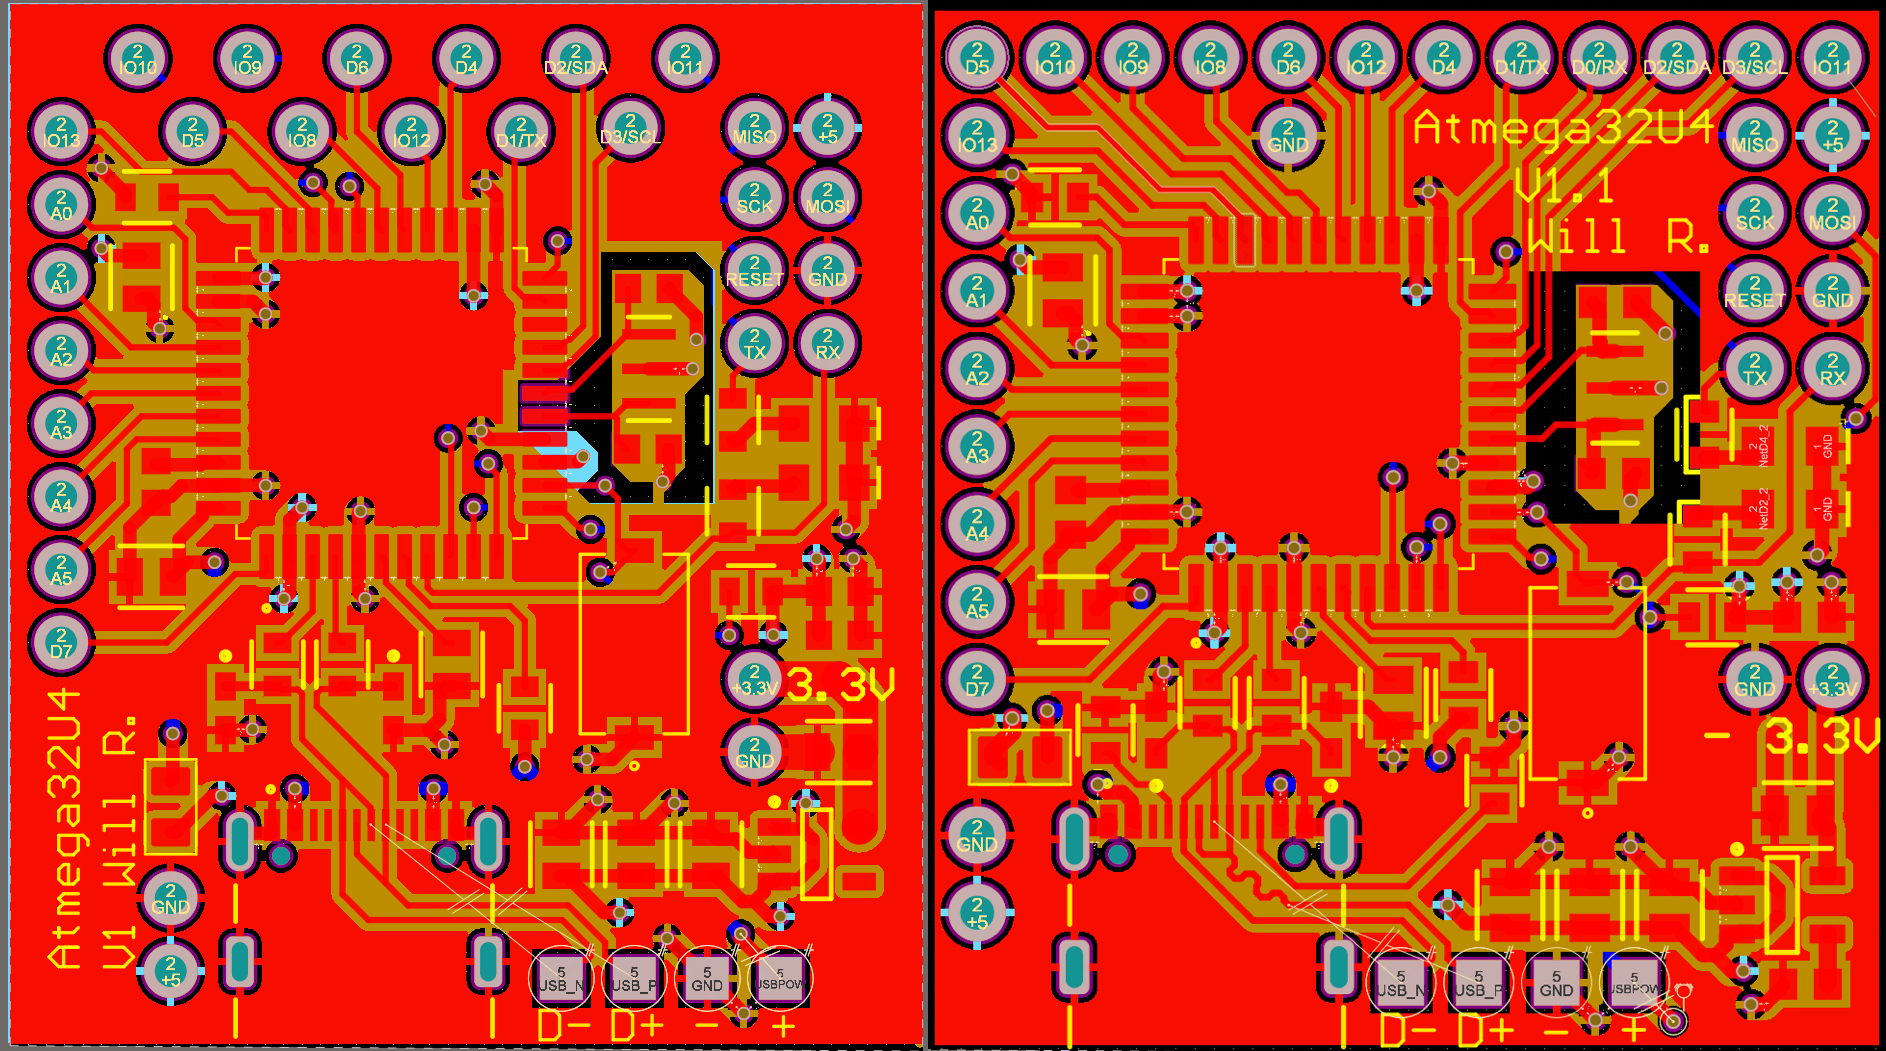 2 IO10
2 IO9
2 D6
2 D4
2 D2/SDA
2 IO11
2 IO13
2 D5
2 IO8
2 IO12
2 D1/TX
2 D3/SCL
2 MISO
2 +5
2 A0
2 SCK
2 MOSI
2 A1
2 RESET
2 GND
2 A2
2 TX
2 RX
2 A3
2 A4
2 A5
2 D7
2 +3.3V
3.3V
2 GND
Atmega32U4
V1 Will R.
2 GND
2 +5
5 USB_N
5 USB_P
5 GND
5 USBPOW
D- D+ - +
2 D5
2 IO10
2 IO9
2 IO8
2 D6
2 IO12
2 D4
2 D1/TX
2 D0/RX
2 D2/SDA
2 D3/SCL
2 IO11
2 IO13
2 GND
Atmega32U4
2 MISO
2 +5
V1.1
2 A0
Will R.
2 SCK
2 MOSI
2 A1
2 RESET
2 GND
2 A2
2 TX
2 RX
2 A3
2 NetD4_2
1 GND
2 A4
2 NetD2_2
1 GND
2 A5
2 D7
2 GND
2 +3.3V
- 3.3V
2 GND
2 +5
5 USB_N
5 USB_P
5 GND
5 USBPOW
D- D+ - +